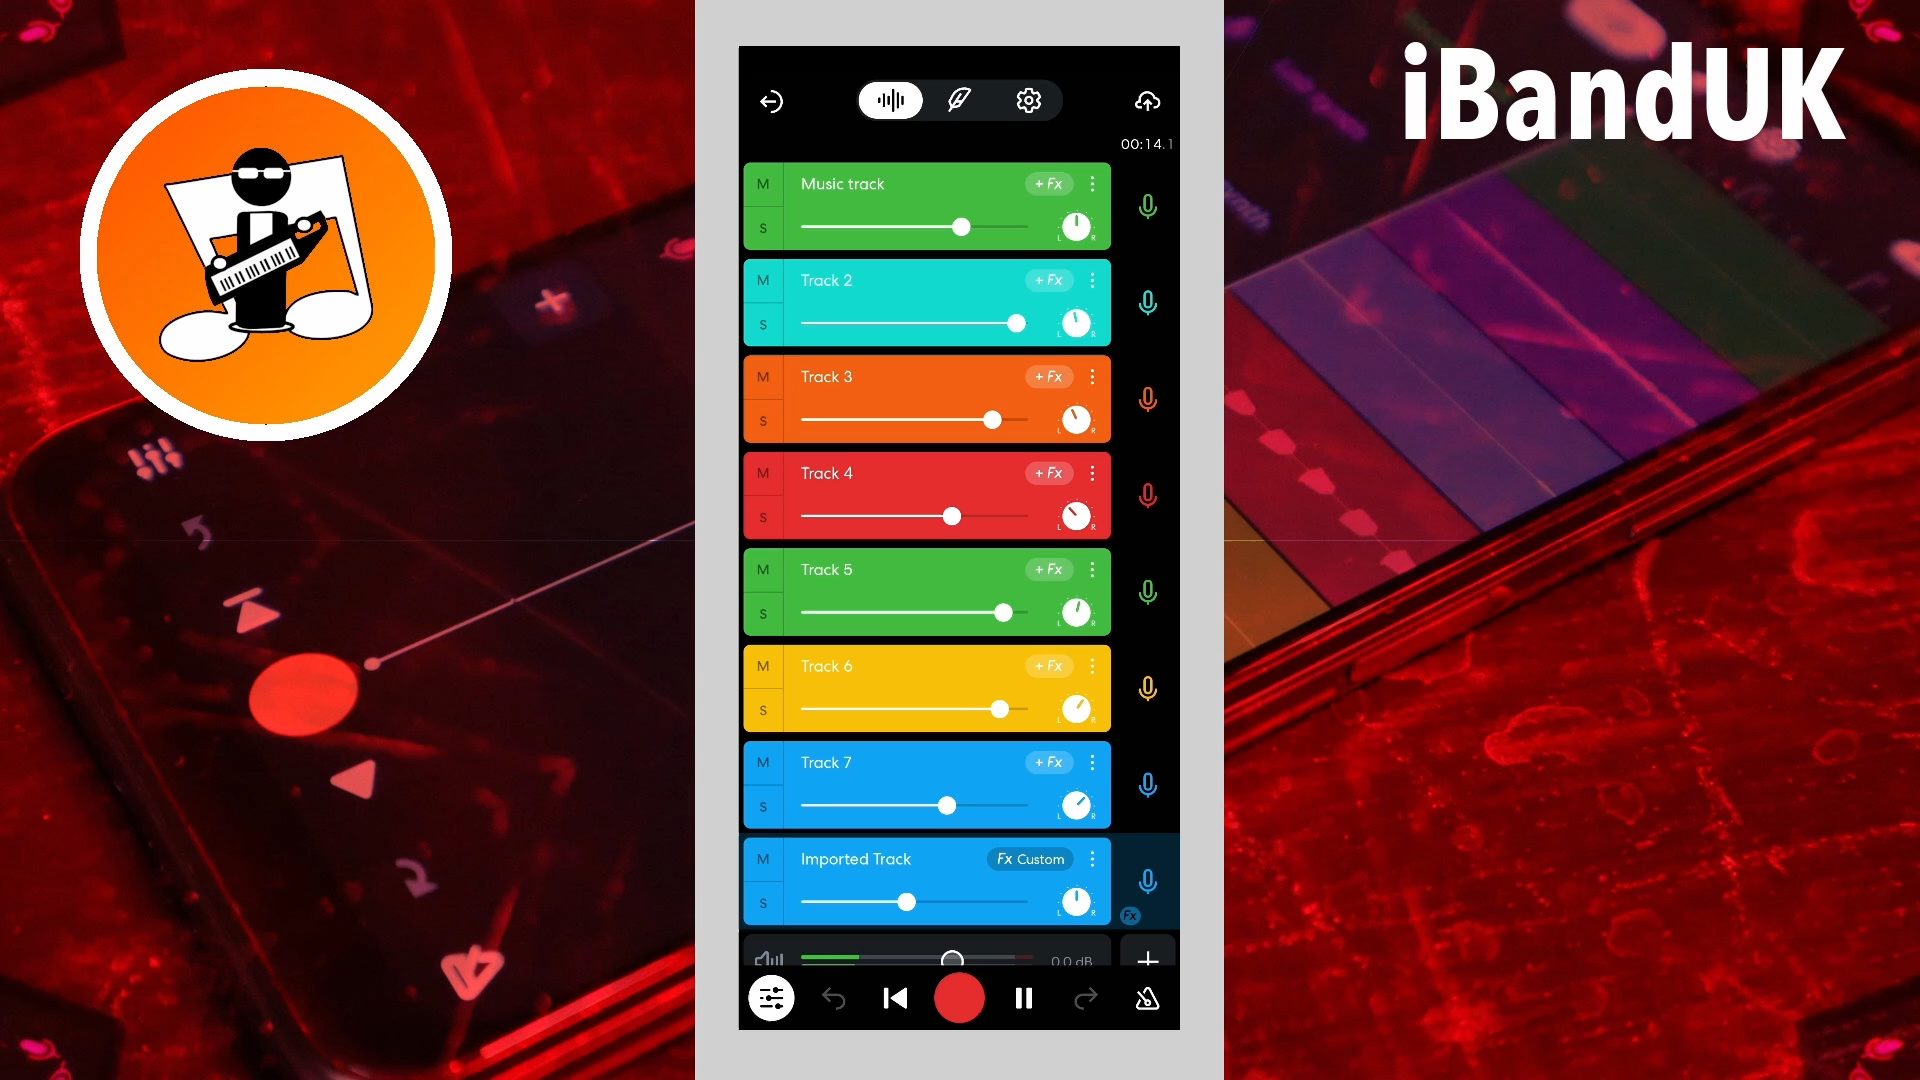 iBandUK
00:14.1
M Music track + Fx
S L R
M Track 2 + Fx
S L R
M Track 3 + Fx
S L R
M Track 4 + Fx
S L R
M Track 5 + Fx
S L R
M Track 6 + Fx
S L R
M Track 7 + Fx
S L R
M Imported Track Fx Custom
S L R
Fx
0.0 dB